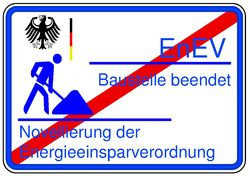 EnEV
Baustelle beendet
Novellierung der
Energieeinsparverordnung